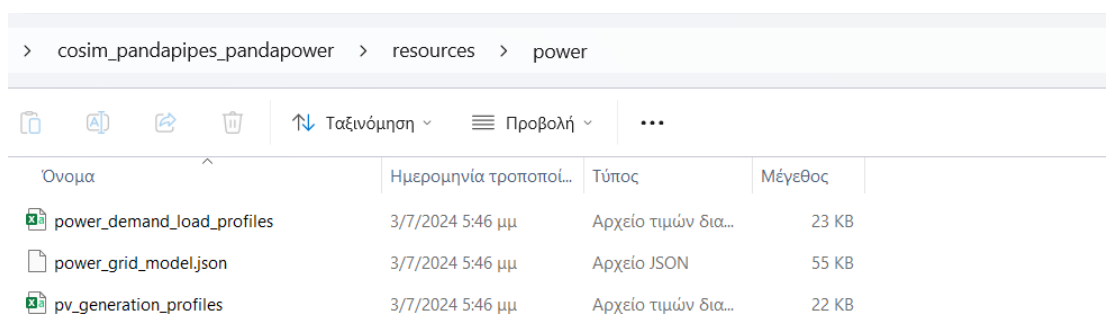 > cosim_pandapipes_pandapower > resources > power
Ταξινόμηση Προβολή ...
Όνομα Ημερομηνία τροποποί... Τύπος Μέγεθος
power_demand_load_profiles 3/7/2024 5:46 μμ Αρχείο τιμών δια... 23 KB
power_grid_model.json 3/7/2024 5:46 μμ Αρχείο JSON 55 KB
pv_generation_profiles 3/7/2024 5:46 μμ Αρχείο τιμών δια... 22 KB